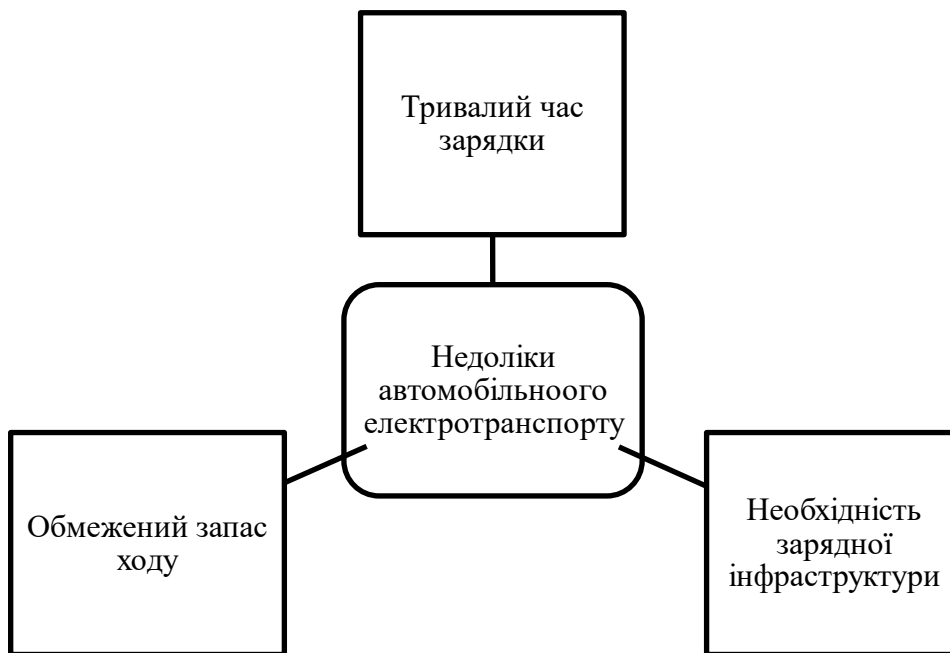 Тривалий час
зарядки
Недоліки
автомобільноого
електротранспорту
Обмежений запас
ходу
Необхідність
зарядної
інфраструктури